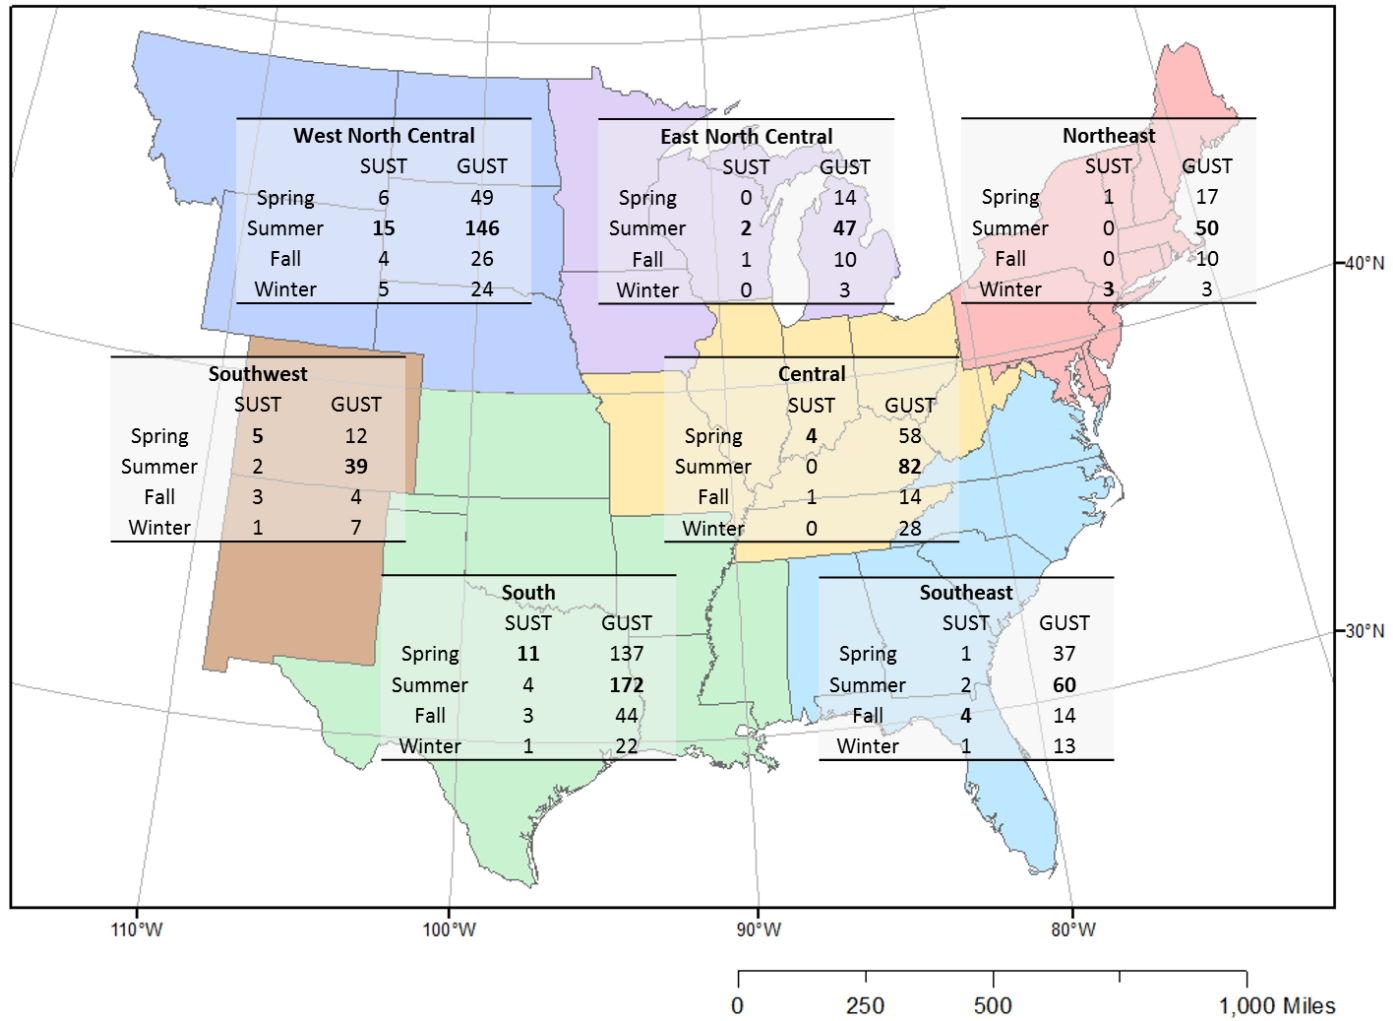 West North Central
SUST GUST
Spring 6 49
Summer 15 146
Fall 4 26
Winter 5 24
East North Central
SUST GUST
Spring 0 14
Summer 2 47
Fall 1 10
Winter 0 3
Northeast
SUST GUST
Spring 1 17
Summer 0 50
Fall 0 10
Winter 3 3
40°N
Southwest
SUST GUST
Spring 5 12
Summer 2 39
Fall 3 4
Winter 1 7
Central
SUST GUST
Spring 4 58
Summer 0 82
Fall 1 14
Winter 0 28
South
SUST GUST
Spring 11 137
Summer 4 172
Fall 3 44
Winter 1 22
Southeast
SUST GUST
Spring 1 37
Summer 2 60
Fall 4 14
Winter 1 13
30°N
110°W 100°W 90°W 80°W
0 250 500 1,000 Miles